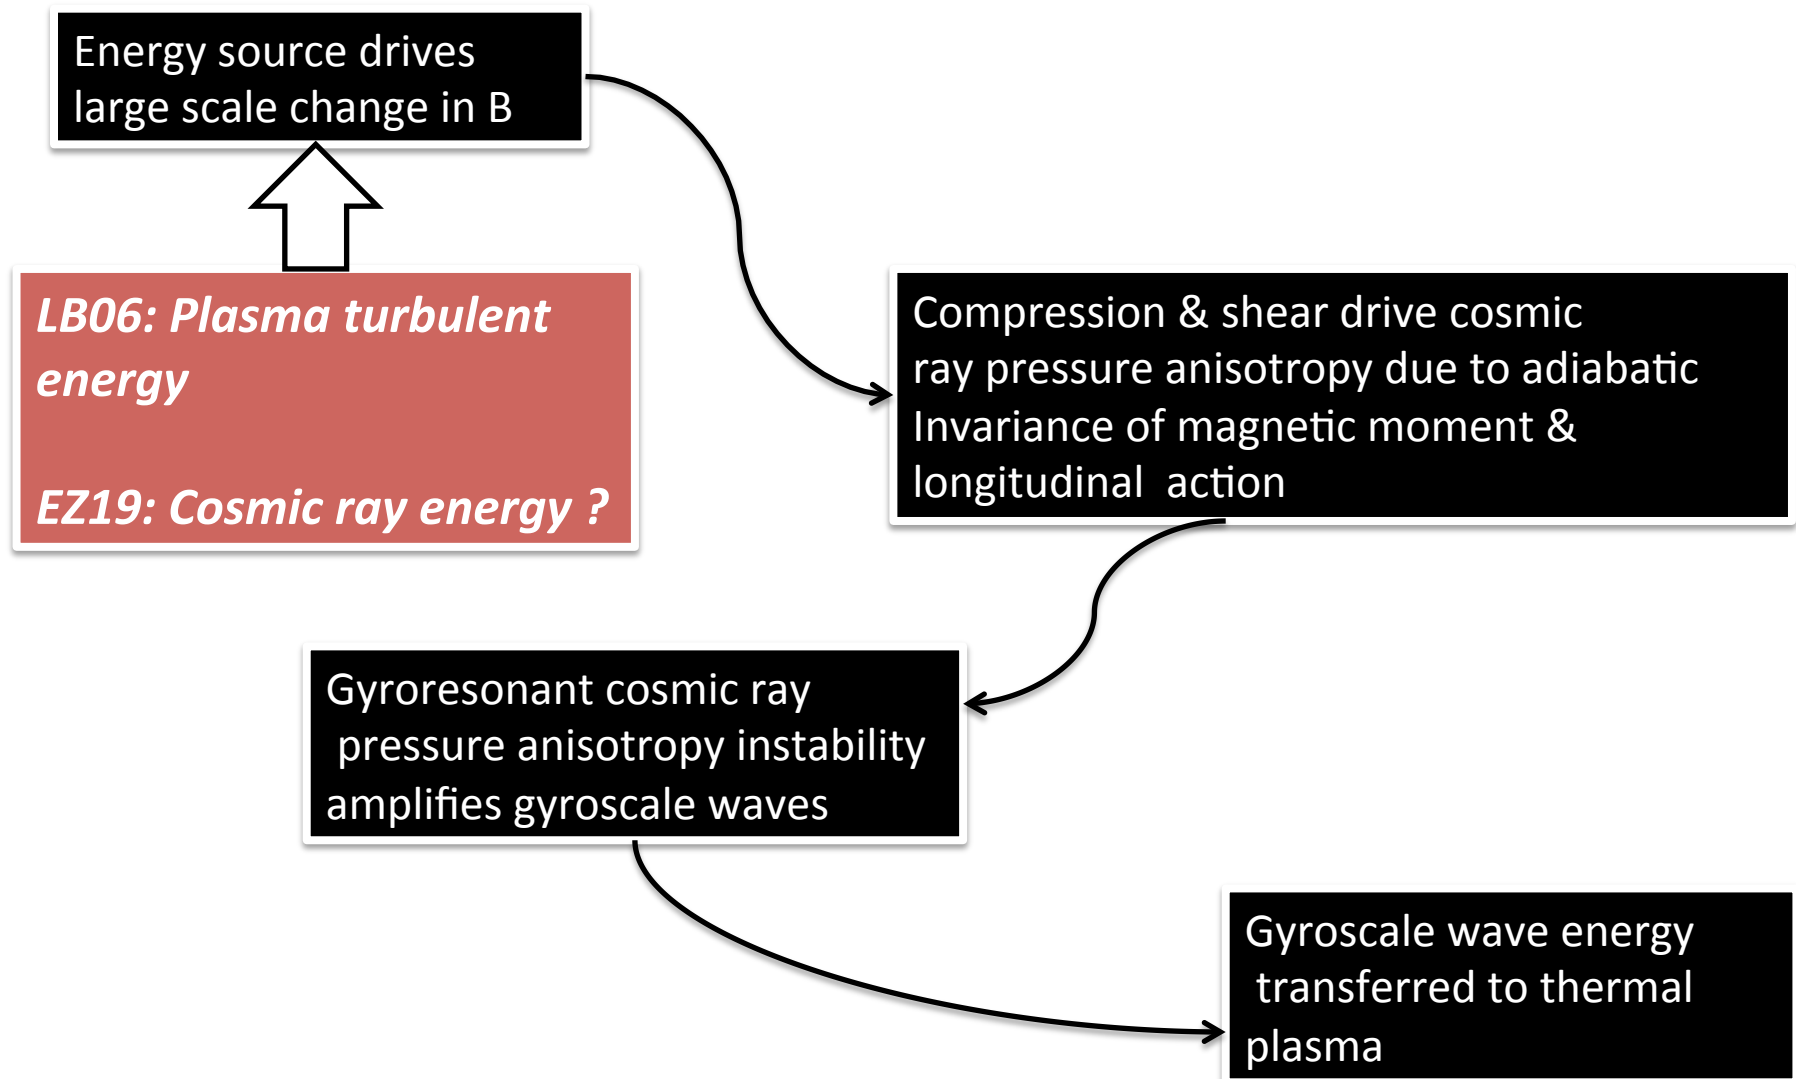 Energy source drives
large scale change in B
LB06: Plasma turbulent
energy
EZ19: Cosmic ray energy ?
Compression & shear drive cosmic
ray pressure anisotropy due to adiabatic
Invariance of magnetic moment &
longitudinal action
Gyroresonant cosmic ray
pressure anisotropy instability
amplifies gyroscale waves
Gyroscale wave energy
transferred to thermal
plasma